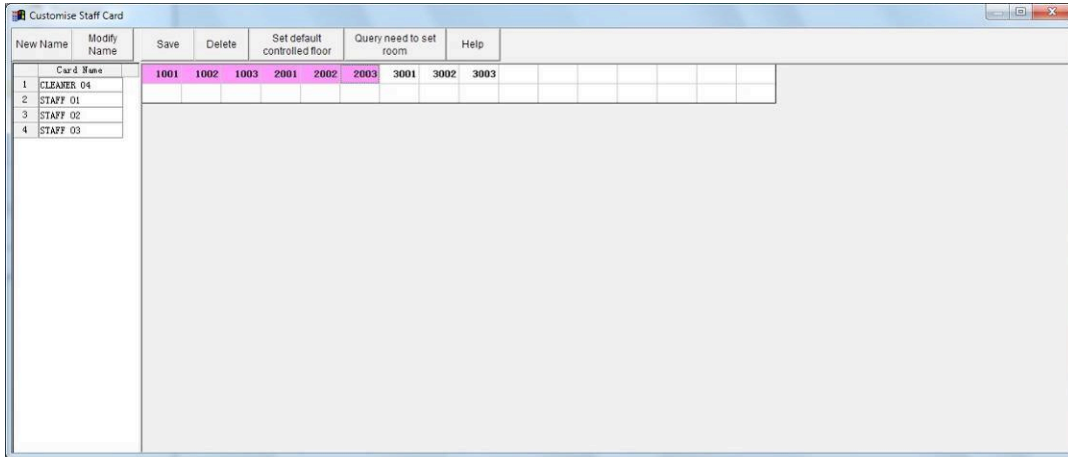 Customise Staff Card
New Name Modify Name Save Delete Set default controlled floor Query need to set room Help
Card Name
1001 1002 1003 2001 2002 2003 3001 3002 3003
1 CLEANER 04
2 STAFF 01
3 STAFF 02
4 STAFF 03